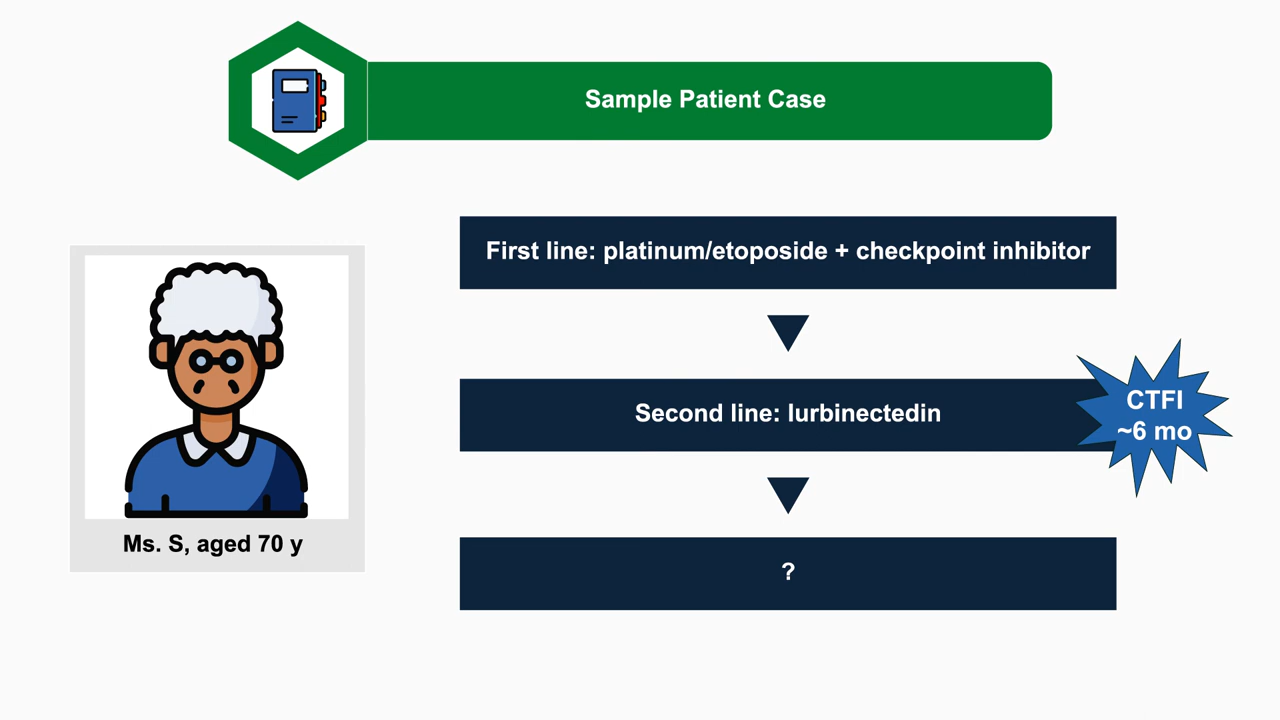 Sample Patient Case
First line: platinum/etoposide + checkpoint inhibitor
Second line: lurbinectedin
CTFI
~6 mo
?
Ms. S, aged 70 y